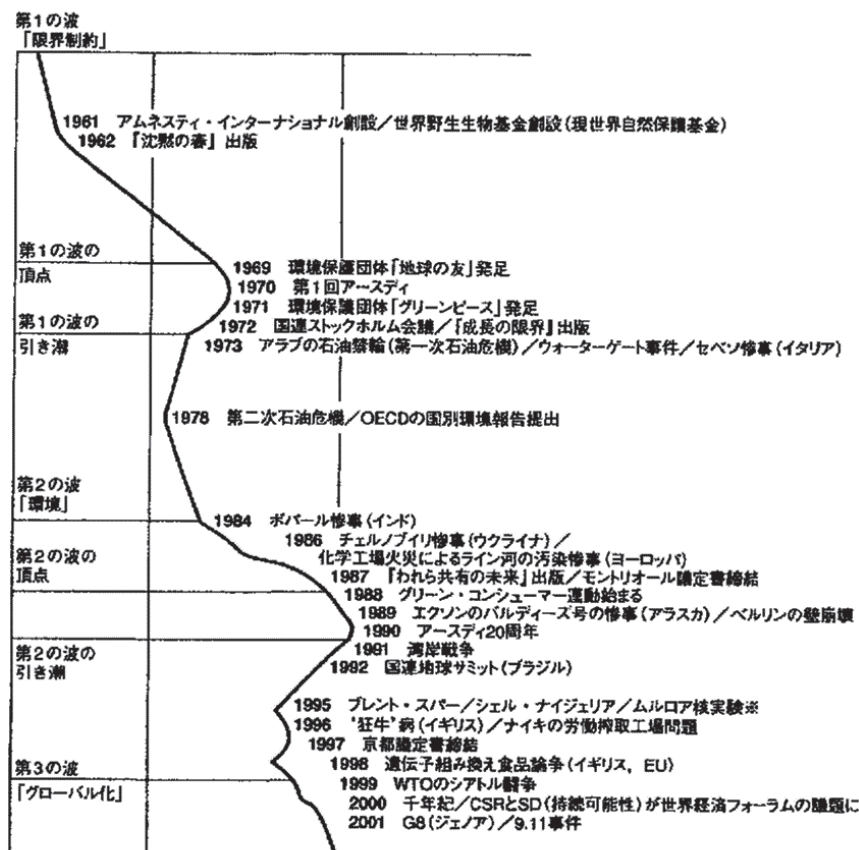 第1の波
「限界制約」
1961 アムネスティ・インターナショナル創設／世界野生生物基金創設（現世界自然保護基金）
1962 『沈黙の春』出版
第1の波の
頂点
1969 環境保護団体「地球の友」発足
1970 第1回アースディ
1971 環境保護団体「グリーンピース」発足
第1の波の
引き潮
1972 国連ストックホルム会議／『成長の限界』出版
1973 アラブの石油禁輸（第一次石油危機）／ウォーターゲート事件／セベソ惨事（イタリア）
1978 第二次石油危機／OECDの国別環境報告提出
第2の波
「環境」
1984 ボパール惨事（インド）
1986 チェルノブイリ惨事（ウクライナ）／
化学工場火災によるライン河の汚染惨事（ヨーロッパ）
第2の波の
頂点
1987 『われら共有の未来』出版／モントリオール議定書締結
1988 グリーン・コンシューマー運動始まる
1989 エクソンのバルディーズ号の惨事（アラスカ）／ベルリンの壁崩壊
1990 アースディ20周年
第2の波の
引き潮
1991 湾岸戦争
1992 国連地球サミット（ブラジル）
1995 ブレント・スパー／シェル・ナイジェリア／ムルロア核実験※
1996 '狂牛'病（イギリス）／ナイキの労働搾取工場問題
1997 京都議定書締結
1998 遺伝子組み換え食品論争（イギリス，EU）
第3の波
「グローバル化」
1999 WTOのシアトル闘争
2000 千年紀／CSRとSD（持続可能性）が世界経済フォーラムの議題に
2001 G8（ジェノア）／9.11事件